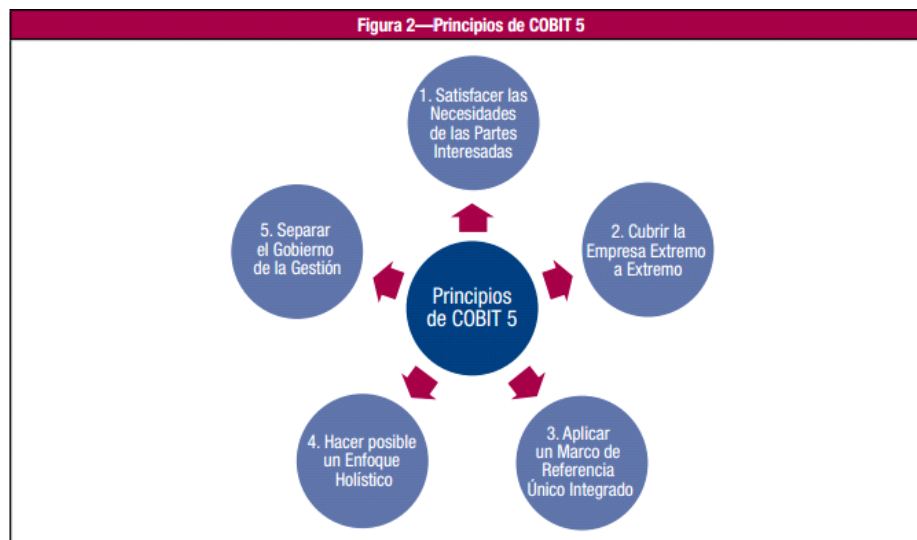 Figura 2—Principios de COBIT 5
1. Satisfacer las
Necesidades
de las Partes
Interesadas
5. Separar
el Gobierno
de la Gestión
2. Cubrir la
Empresa Extremo
a Extremo
Principios
de COBIT 5
4. Hacer posible
un Enfoque
Holístico
3. Aplicar
un Marco de
Referencia
Único Integrado